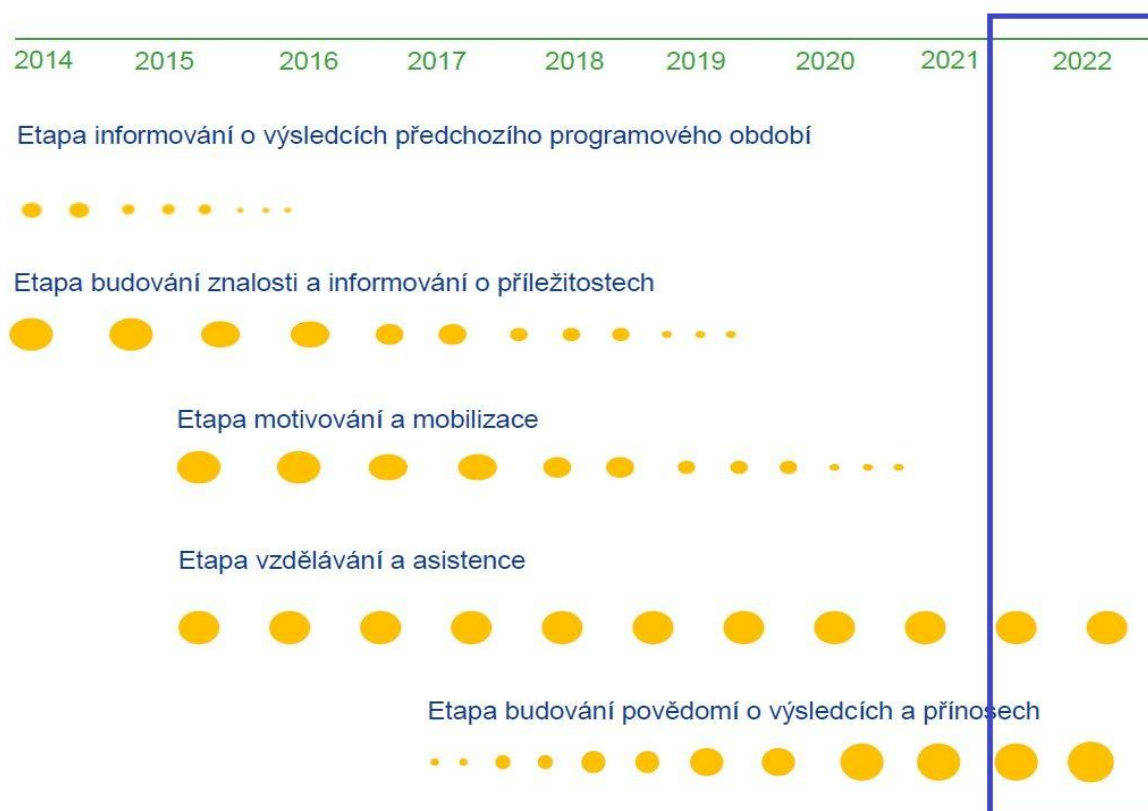 2014 2015 2016 2017 2018 2019 2020 2021 2022
Etapa informování o výsledcích předchozího programového období
Etapa budování znalosti a informování o příležitostech
Etapa motivování a mobilizace
Etapa vzdělávání a asistence
Etapa budování povědomí o výsledcích a přínosech